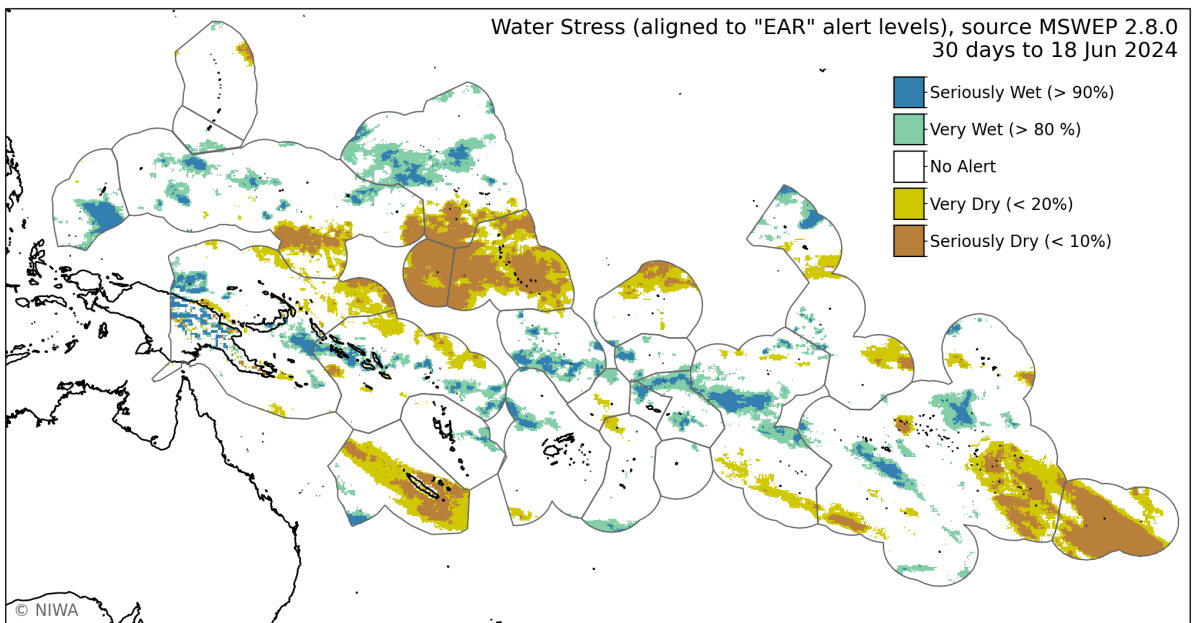 Water Stress (aligned to "EAR" alert levels), source MSWEP 2.8.0
30 days to 18 Jun 2024
Seriously Wet (> 90%)
Very Wet (> 80 %)
No Alert
Very Dry (< 20%)
Seriously Dry (< 10%)
© NIWA